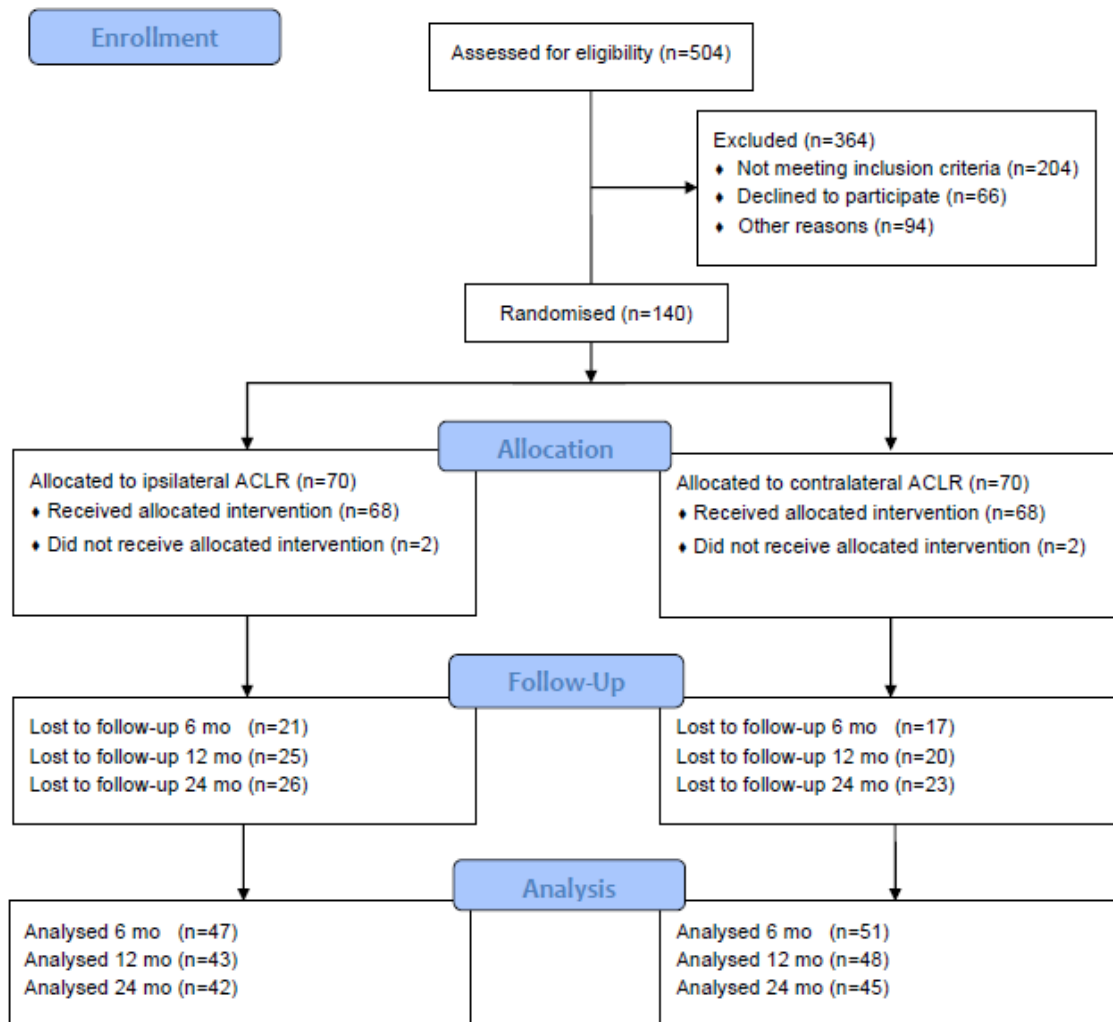 Enrollment
Assessed for eligibility (n=504)
Excluded (n=364)
♦ Not meeting inclusion criteria (n=204)
♦ Declined to participate (n=66)
♦ Other reasons (n=94)
Randomised (n=140)
Allocation
Allocated to ipsilateral ACLR (n=70)
♦ Received allocated intervention (n=68)
♦ Did not receive allocated intervention (n=2)
Allocated to contralateral ACLR (n=70)
♦ Received allocated intervention (n=68)
♦ Did not receive allocated intervention (n=2)
Follow-Up
Lost to follow-up 6 mo (n=21)
Lost to follow-up 12 mo (n=25)
Lost to follow-up 24 mo (n=26)
Lost to follow-up 6 mo (n=17)
Lost to follow-up 12 mo (n=20)
Lost to follow-up 24 mo (n=23)
Analysis
Analysed 6 mo (n=47)
Analysed 12 mo (n=43)
Analysed 24 mo (n=42)
Analysed 6 mo (n=51)
Analysed 12 mo (n=48)
Analysed 24 mo (n=45)